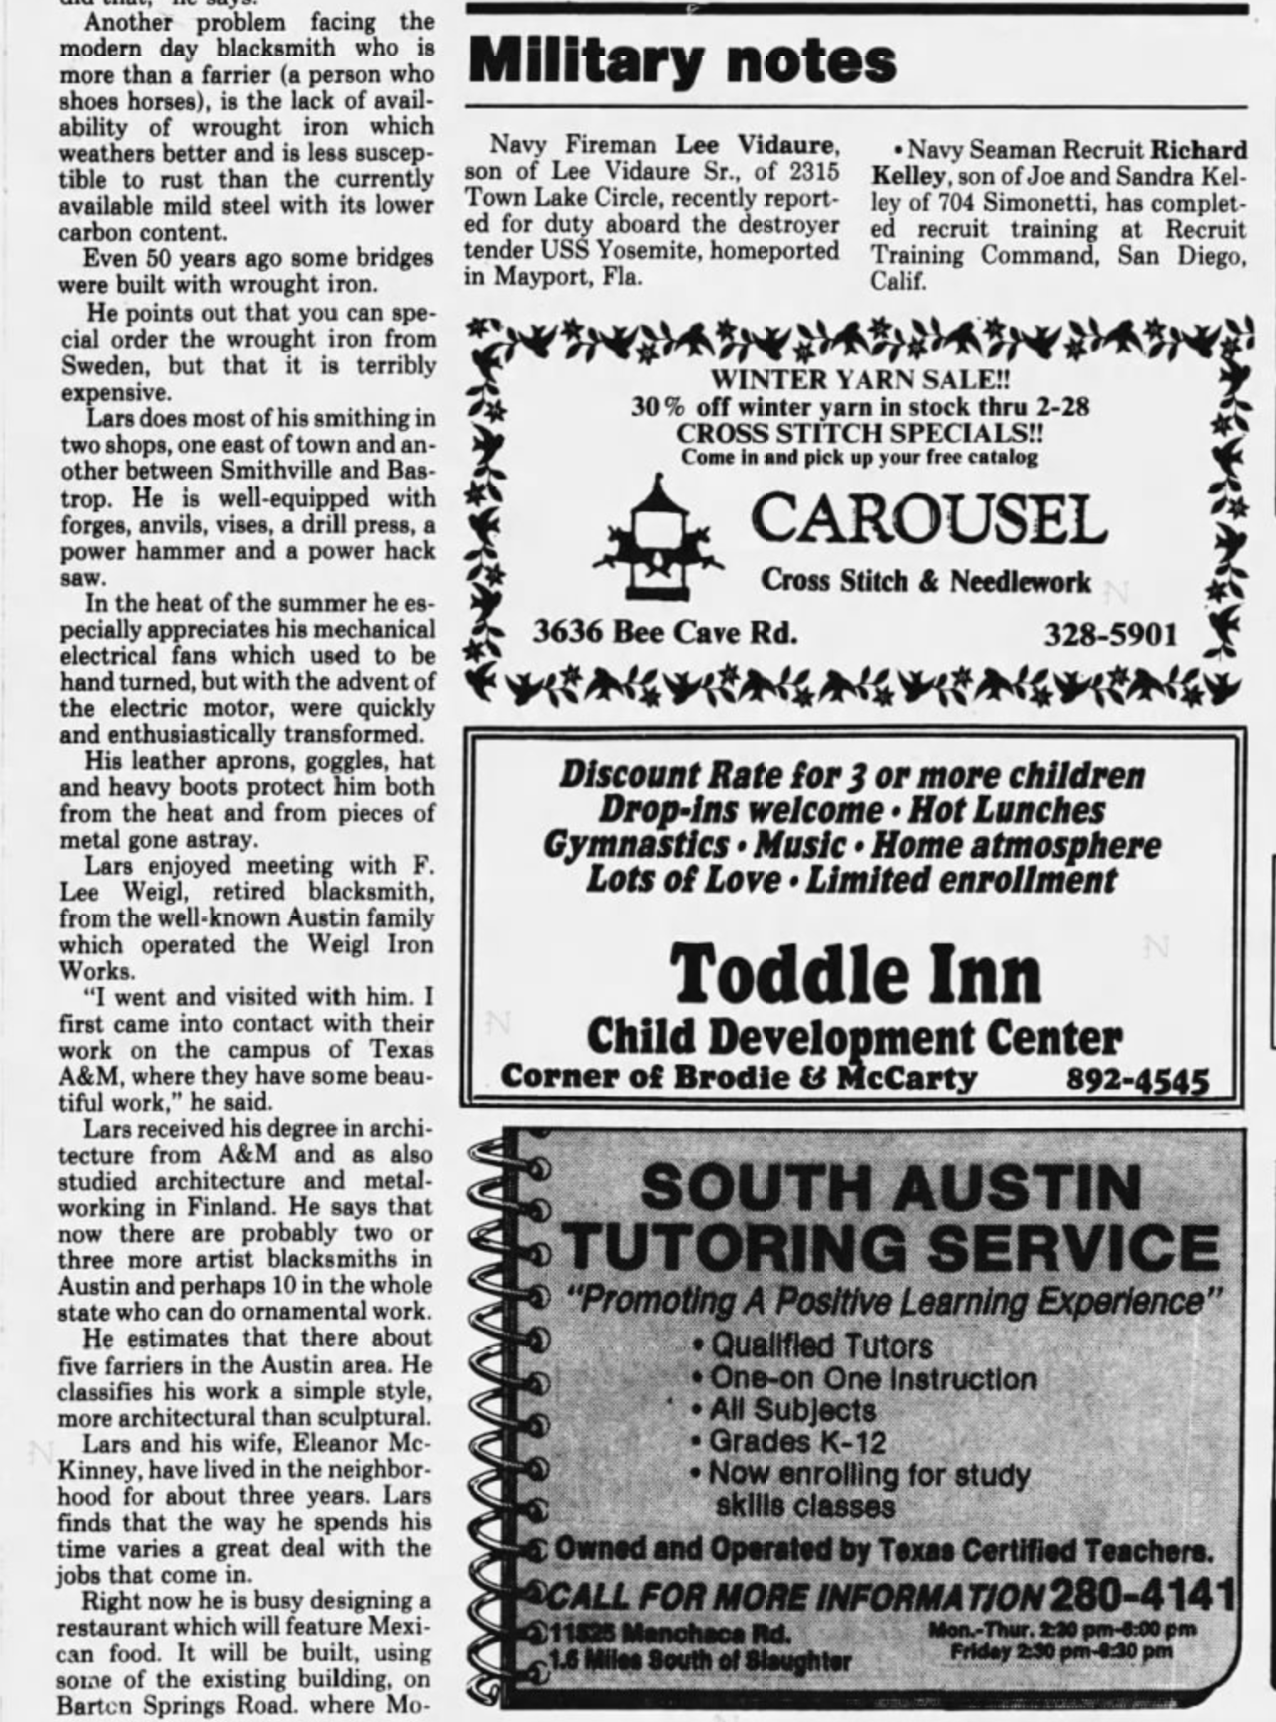 Another problem facing the
modern day blacksmith who is
more than a farrier (a person who
shoes horses), is the lack of avail-
ability of wrought iron which
weathers better and is less suscep-
tible to rust than the currently
available mild steel with its lower
carbon content.
Even 50 years ago some bridges
were built with wrought iron.
He points out that you can spe-
cial order the wrought iron from
Sweden, but that it is terribly
expensive.
Lars does most of his smithing in
two shops, one east of town and an-
other between Smithville and Bas-
trop. He is well-equipped with
forges, anvils, vises, a drill press, a
power hammer and a power hack
saw.
In the heat of the summer he es-
pecially appreciates his mechanical
electrical fans which used to be
hand turned, but with the advent of
the electric motor, were quickly
and enthusiastically transformed.
His leather aprons, goggles, hat
and heavy boots protect him both
from the heat and from pieces of
metal gone astray.
Lars enjoyed meeting with F.
Lee Weigl, retired blacksmith,
from the well-known Austin family
which operated the Weigl Iron
Works.
"I went and visited with him. I
first came into contact with their
work on the campus of Texas
A&M, where they have some beau-
tiful work," he said.
Lars received his degree in archi-
tecture from A&M and as also
studied architecture and metal-
working in Finland. He says that
now there are probably two or
three more artist blacksmiths in
Austin and perhaps 10 in the whole
state who can do ornamental work.
He estimates that there about
five farriers in the Austin area. He
classifies his work a simple style,
more architectural than sculptural.
Lars and his wife, Eleanor Mc-
Kinney, have lived in the neighbor-
hood for about three years. Lars
finds that the way he spends his
time varies a great deal with the
jobs that come in.
Right now he is busy designing a
restaurant which will feature Mexi-
can food. It will be built, using
some of the existing building, on
Barton Springs Road. where Mo-
Military notes
Navy Fireman Lee Vidaure,
son of Lee Vidaure Sr., of 2315
Town Lake Circle, recently report-
ed for duty aboard the destroyer
tender USS Yosemite, homeported
in Mayport, Fla.
• Navy Seaman Recruit Richard
Kelley, son of Joe and Sandra Kel-
ley of 704 Simonetti, has complet-
ed recruit training at Recruit
Training Command, San Diego,
Calif.
WINTER YARN SALE!!
30% off winter yarn in stock thru 2-28
CROSS STITCH SPECIALS!!
Come in and pick up your free catalog
CAROUSEL
Cross Stitch & Needlework
3636 Bee Cave Rd. 328-5901
Discount Rate for 3 or more children
Drop-ins welcome • Hot Lunches
Gymnastics • Music • Home atmosphere
Lots of Love • Limited enrollment
Toddle Inn
Child Development Center
Corner of Brodie & McCarty 892-4545
SOUTH AUSTIN
TUTORING SERVICE
"Promoting A Positive Learning Experience"
• Qualified Tutors
• One-on One Instruction
• All Subjects
• Grades K-12
• Now enrolling for study
skills classes
Owned and Operated by Texas Certified Teachers.
CALL FOR MORE INFORMATION 280-4141
Manchaca Rd.
1.6 Miles South of Slaughter
Mon.-Thur. 2:30 pm-8:00 pm
Friday 2:30 pm-